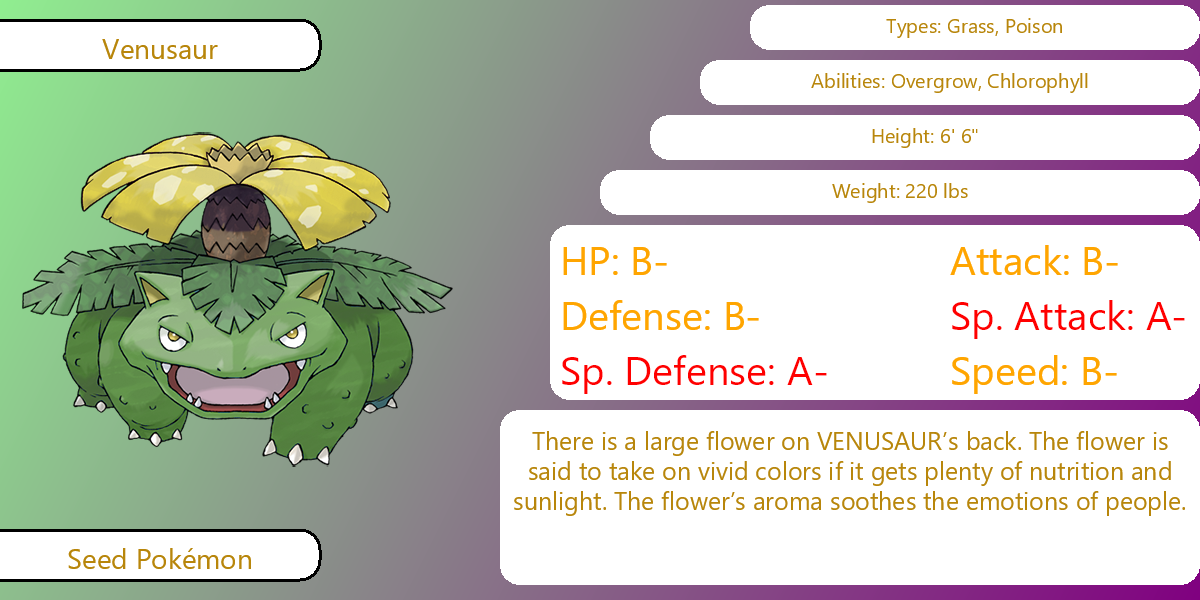 Venusaur
Types: Grass, Poison
Abilities: Overgrow, Chlorophyll
Height: 6' 6"
Weight: 220 lbs
HP: B-
Attack: B-
Defense: B-
Sp. Attack: A-
Sp. Defense: A-
Speed: B-
There is a large flower on VENUSAUR’s back. The flower is
said to take on vivid colors if it gets plenty of nutrition and
sunlight. The flower’s aroma soothes the emotions of people.
Seed Pokémon